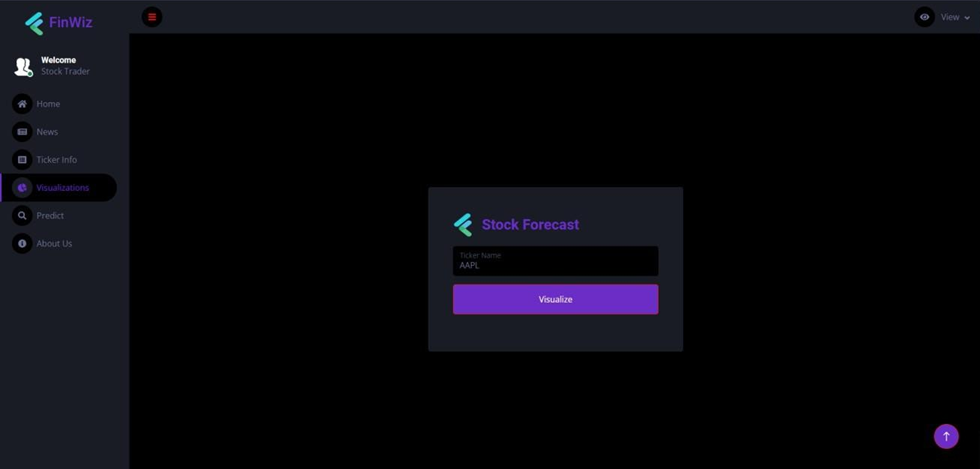 FinWiz
View
Welcome
Stock Trader
Home
News
Ticker Info
Visualizations
Predict
About Us
Stock Forecast
Ticker Name
AAPL
Visualize